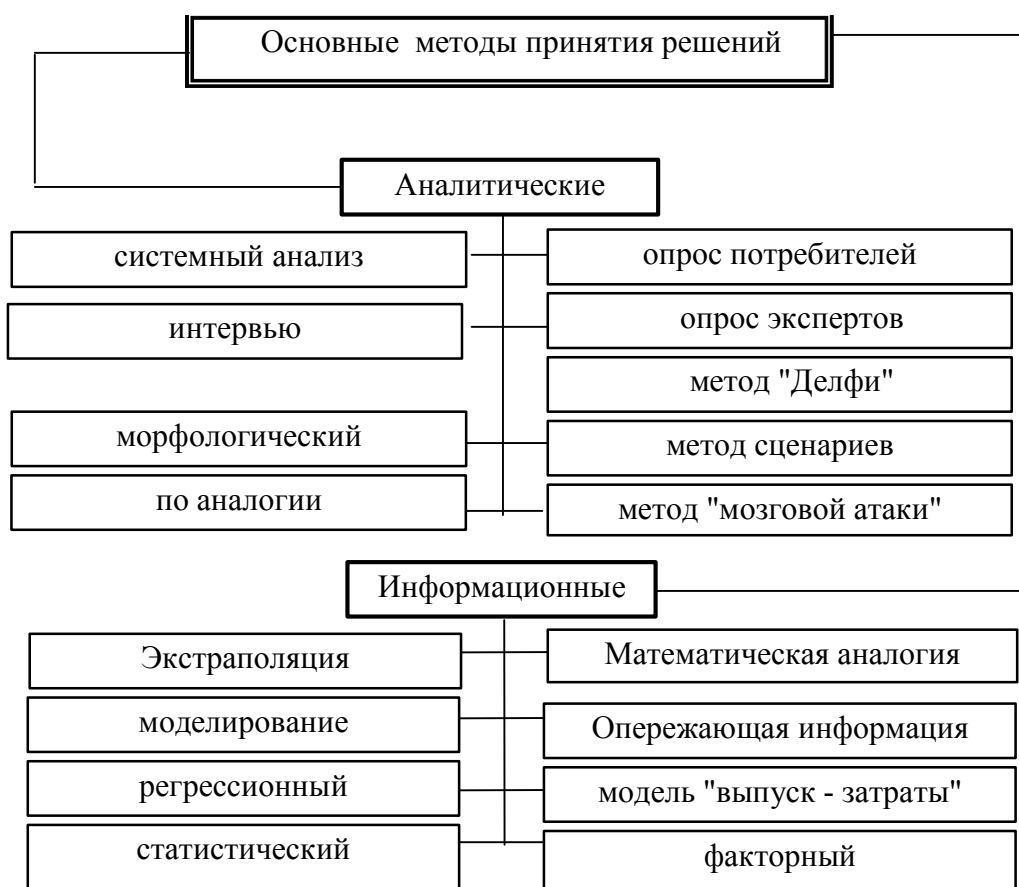 Основные методы принятия решений
Аналитические
системный анализ
опрос потребителей
интервью
опрос экспертов
метод "Делфи"
морфологический
метод сценариев
по аналогии
метод "мозговой атаки"
Информационные
Экстраполяция
Математическая аналогия
моделирование
Опережающая информация
регрессионный
модель "выпуск - затраты"
статистический
факторный